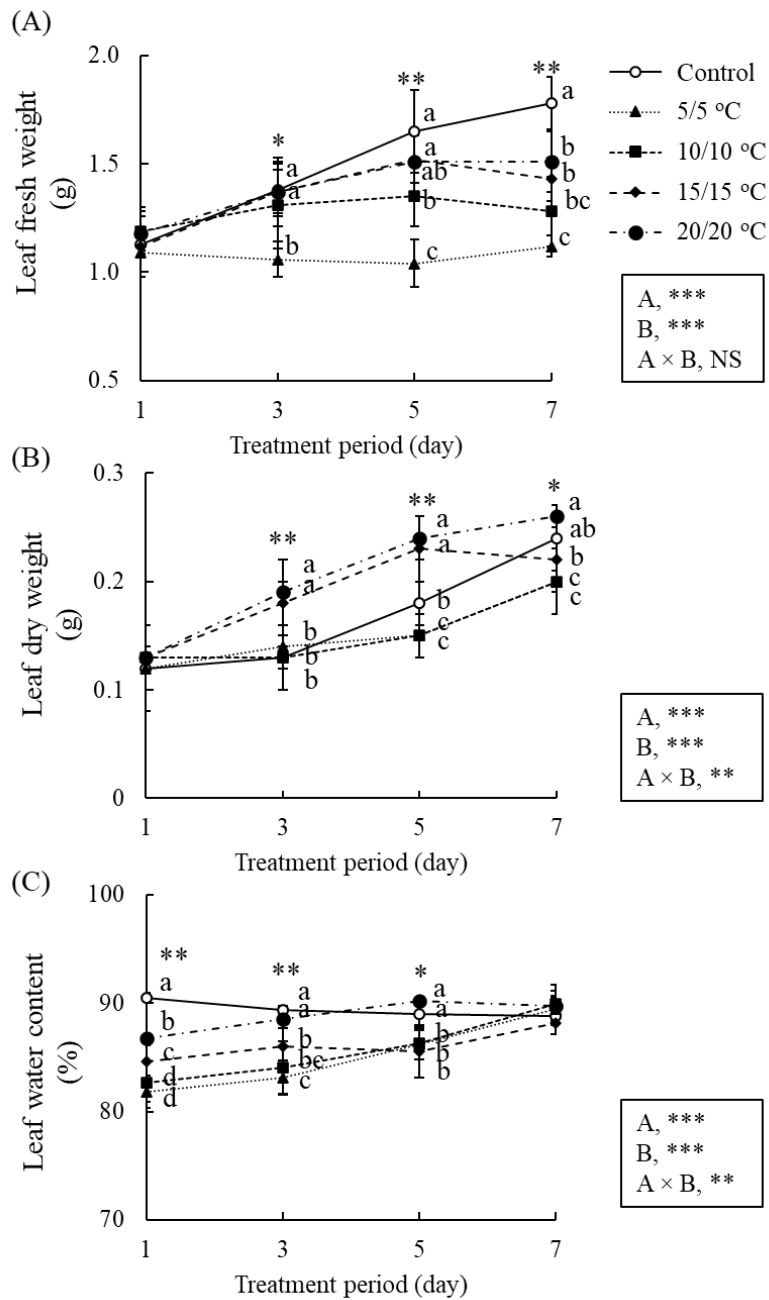 (A)
2.0
1.5
1.0
0.5
Leaf fresh weight
(g)
*
**
**
a
b
a
ab
b
c
a
a
b
b
bc
c
1
3
5
7
Treatment period (day)
Control
5/5 °C
10/10 °C
15/15 °C
20/20 °C
A, ***
B, ***
A × B, NS
(B)
0.3
0.2
0.1
0
Leaf dry weight
(g)
**
**
*
a
a
b
b
b
a
a
b
c
c
a
ab
b
c
c
1
3
5
7
Treatment period (day)
A, ***
B, ***
A × B, **
(C)
100
90
80
70
Leaf water content
(%)
**
**
*
a
b
c
d
d
a
a
b
bc
c
a
a
b
b
b
1
3
5
7
Treatment period (day)
A, ***
B, ***
A × B, **